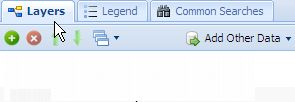 Layers Legend Common Searches
Add Other Data